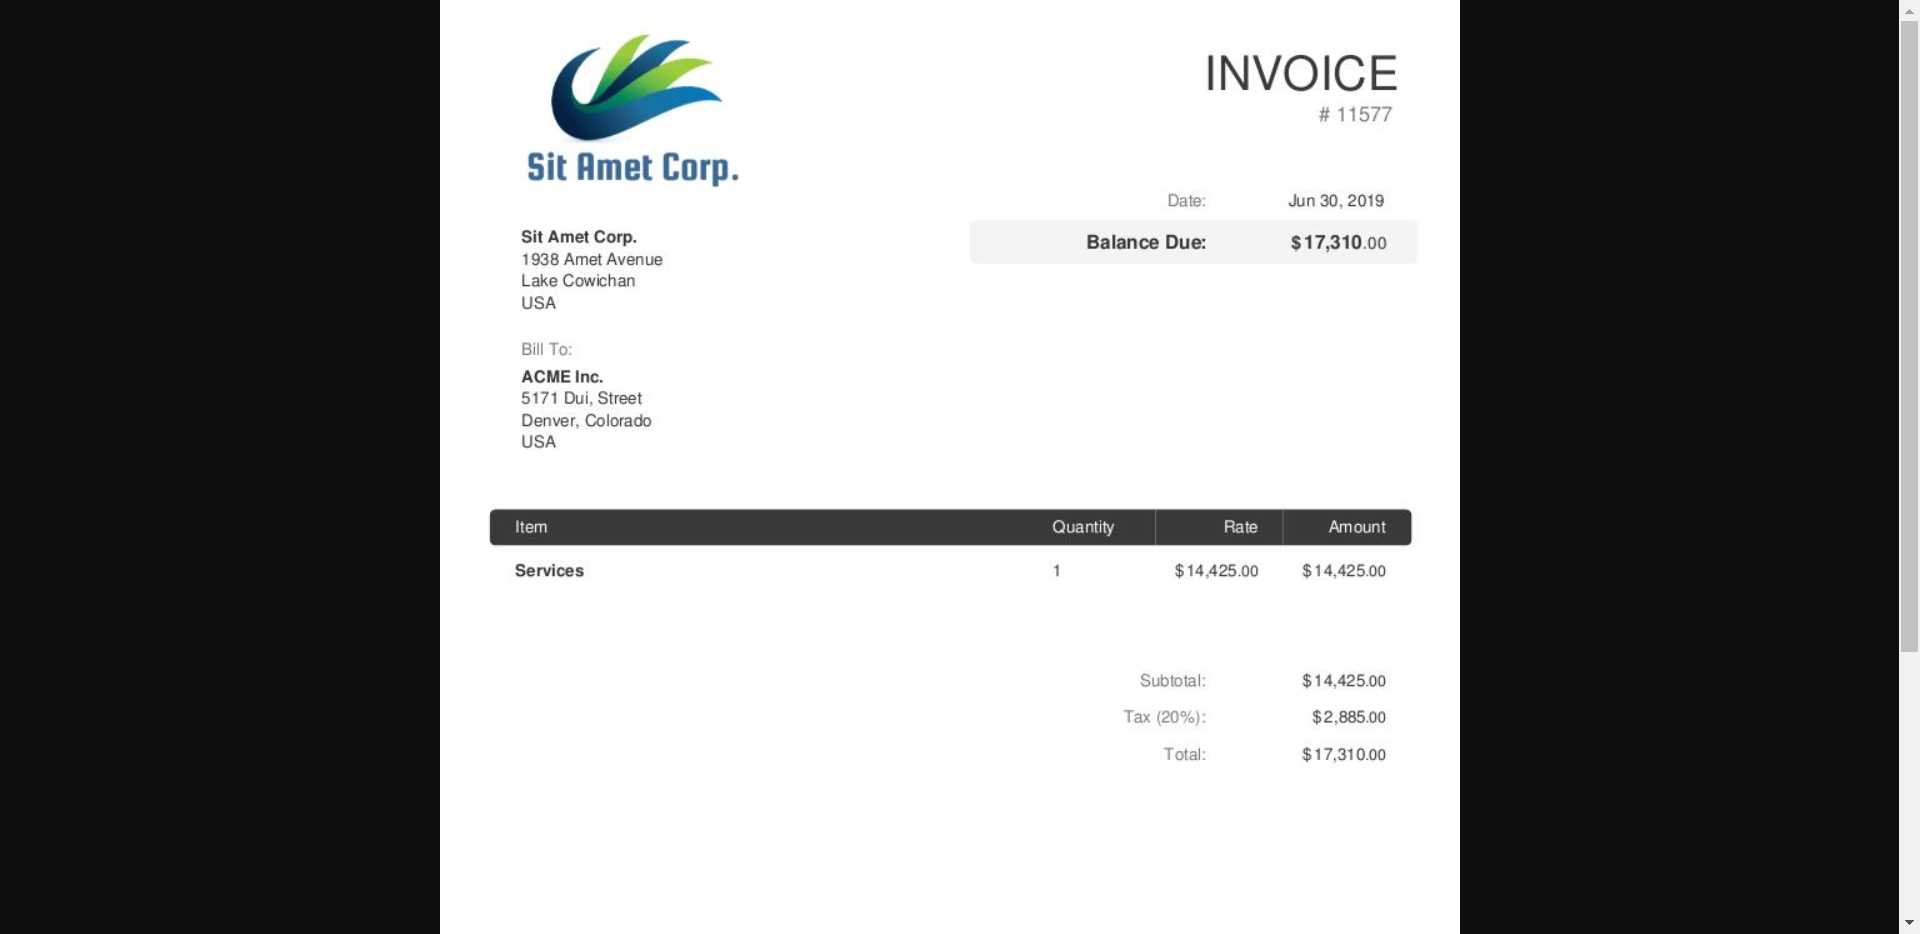 Sit Amet Corp.
INVOICE
# 11577
Date: Jun 30, 2019
Balance Due: $17,310.00
Sit Amet Corp.
1938 Amet Avenue
Lake Cowichan
USA
Bill To:
ACME Inc.
5171 Dui, Street
Denver, Colorado
USA
Item Quantity Rate Amount
Services 1 $14,425.00 $14,425.00
Subtotal: $14,425.00
Tax (20%): $2,885.00
Total: $17,310.00